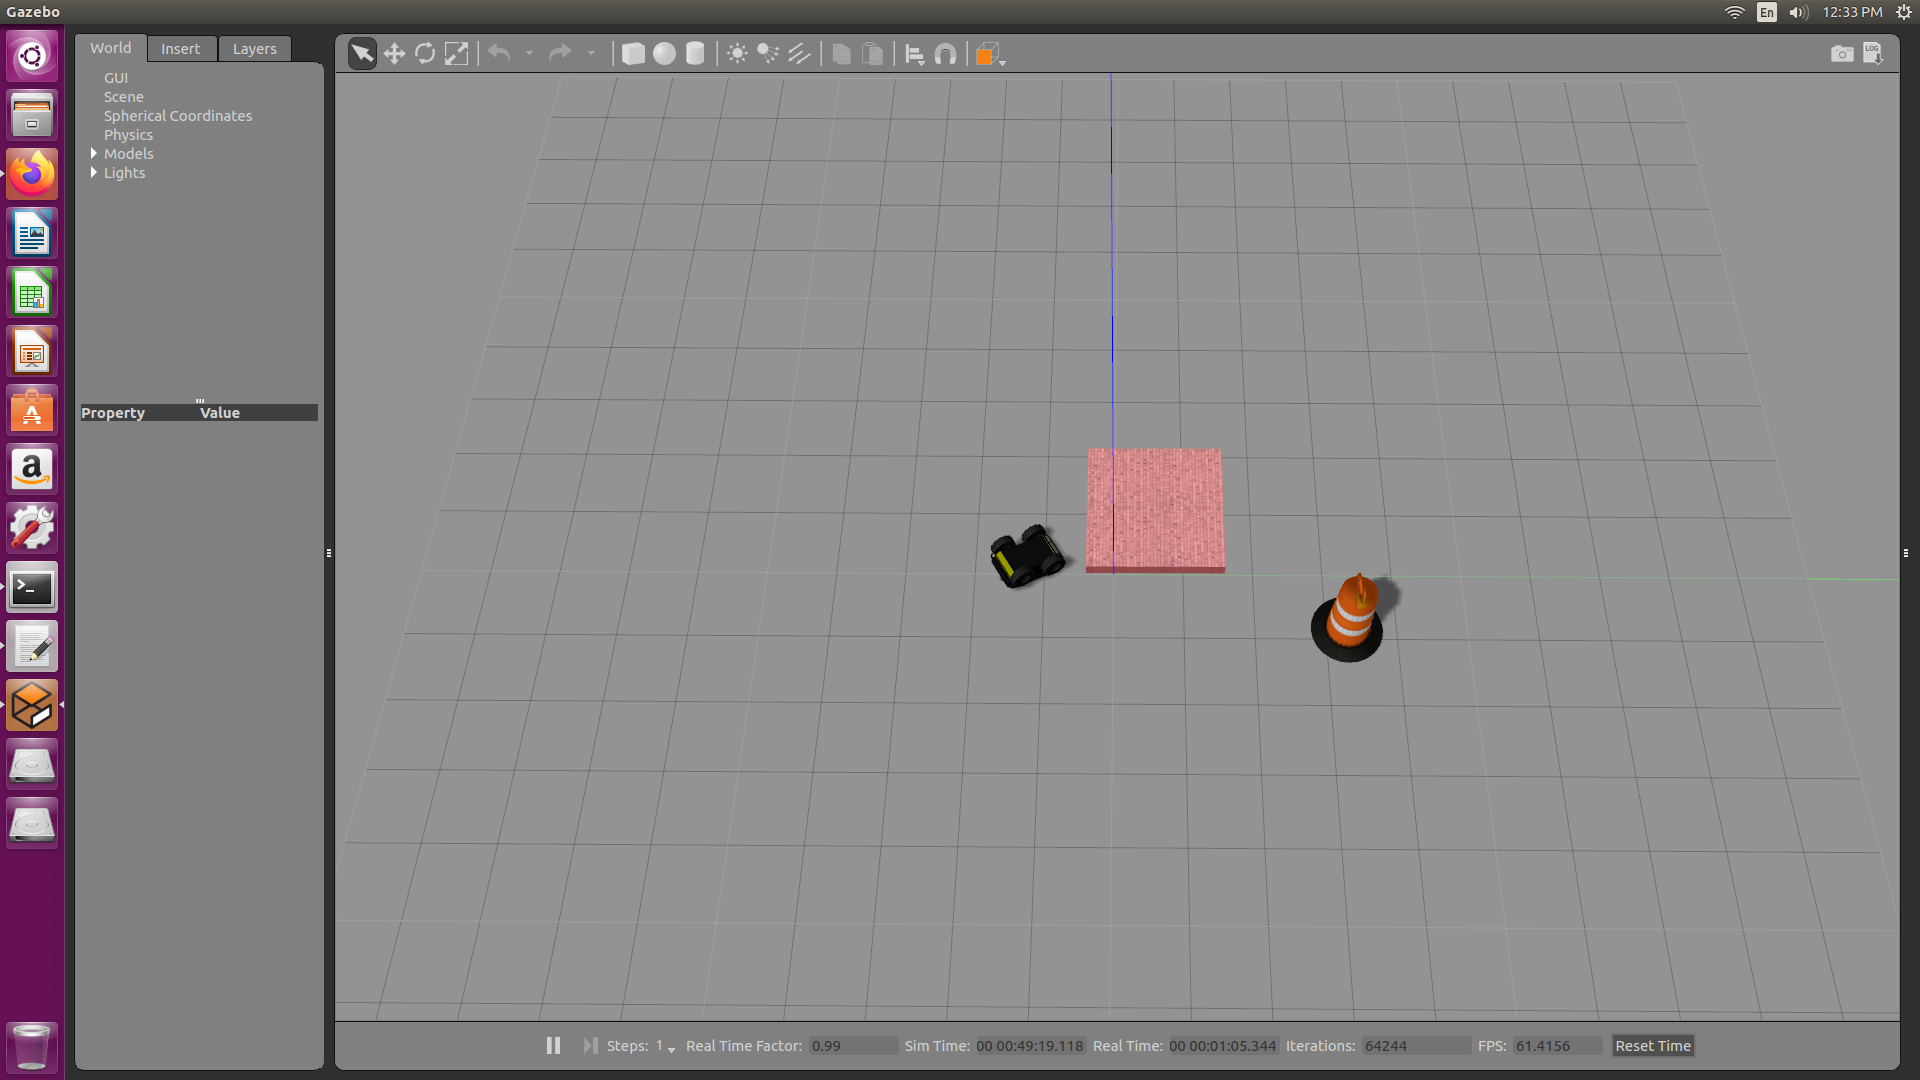 Gazebo
En
12:33 PM
World
Insert
Layers
LOG
GUI
Scene
Spherical Coordinates
Physics
Models
Lights
Property
Value
Steps: 1
Real Time Factor: 0.99
Sim Time: 00 00:49:19.118
Real Time: 00 00:01:05.344
Iterations: 64244
FPS: 61.4156
Reset Time